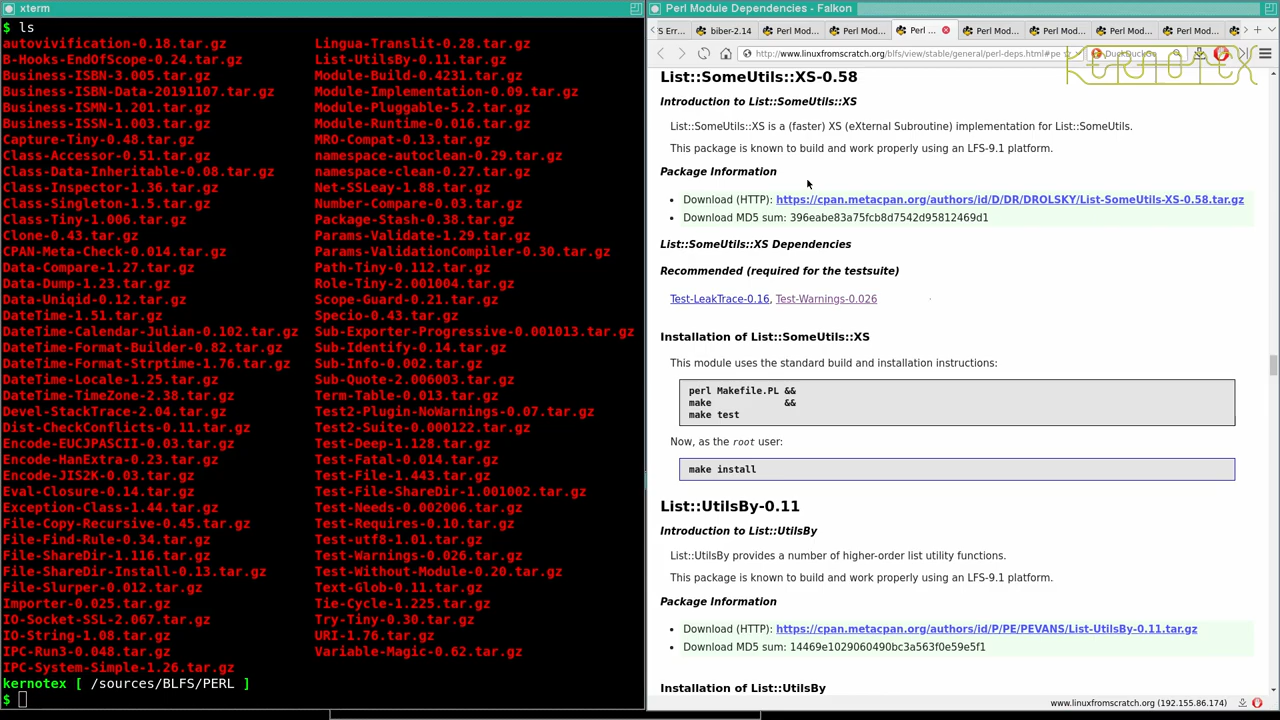 xterm
$ ls
autovivification-0.18.tar.gz Lingua-Translit-0.28.tar.gz
B-Hooks-EndOfScope-0.24.tar.gz List-UtilsBy-0.11.tar.gz
Business-ISBN-3.005.tar.gz Module-Build-0.4231.tar.gz
Business-ISBN-Data-20191107.tar.gz Module-Implementation-0.09.tar.gz
Business-ISMN-1.201.tar.gz Module-Pluggable-5.2.tar.gz
Business-ISSN-1.003.tar.gz Module-Runtime-0.016.tar.gz
Capture-Tiny-0.48.tar.gz MRO-Compat-0.13.tar.gz
Class-Accessor-0.51.tar.gz namespace-autoclean-0.29.tar.gz
Class-Data-Inheritable-0.08.tar.gz namespace-clean-0.27.tar.gz
Class-Inspector-1.36.tar.gz Net-SSLeay-1.88.tar.gz
Class-Singleton-1.5.tar.gz Number-Compare-0.03.tar.gz
Class-Tiny-1.006.tar.gz Package-Stash-0.38.tar.gz
Clone-0.43.tar.gz Params-Validate-1.29.tar.gz
CPAN-Meta-Check-0.014.tar.gz Params-ValidationCompiler-0.30.tar.gz
Data-Compare-1.27.tar.gz Path-Tiny-0.112.tar.gz
Data-Dump-1.23.tar.gz Role-Tiny-2.001004.tar.gz
Data-Uniqid-0.12.tar.gz Scope-Guard-0.21.tar.gz
DateTime-1.51.tar.gz Specio-0.43.tar.gz
DateTime-Calendar-Julian-0.102.tar.gz Sub-Exporter-Progressive-0.001013.tar.gz
DateTime-Format-Builder-0.82.tar.gz Sub-Identify-0.14.tar.gz
DateTime-Format-Strptime-1.76.tar.gz Sub-Info-0.002.tar.gz
DateTime-Locale-1.25.tar.gz Sub-Quote-2.006003.tar.gz
DateTime-TimeZone-2.38.tar.gz Term-Table-0.013.tar.gz
Devel-StackTrace-2.04.tar.gz Test2-Plugin-NoWarnings-0.07.tar.gz
Dist-CheckConflicts-0.11.tar.gz Test2-Suite-0.000122.tar.gz
Encode-EUCJPASCII-0.03.tar.gz Test-Deep-1.128.tar.gz
Encode-HanExtra-0.23.tar.gz Test-Fatal-0.014.tar.gz
Encode-JIS2K-0.03.tar.gz Test-File-1.443.tar.gz
Eval-Closure-0.14.tar.gz Test-File-ShareDir-1.001002.tar.gz
Exception-Class-1.44.tar.gz Test-Needs-0.002006.tar.gz
File-Copy-Recursive-0.45.tar.gz Test-Requires-0.10.tar.gz
File-Find-Rule-0.34.tar.gz Test-utf8-1.01.tar.gz
File-ShareDir-1.116.tar.gz Test-Warnings-0.026.tar.gz
File-ShareDir-Install-0.13.tar.gz Test-Without-Module-0.20.tar.gz
File-Slurper-0.012.tar.gz Text-Glob-0.11.tar.gz
Importer-0.025.tar.gz Tie-Cycle-1.225.tar.gz
IO-Socket-SSL-2.067.tar.gz Try-Tiny-0.30.tar.gz
IO-String-1.08.tar.gz URI-1.76.tar.gz
IPC-Run3-0.048.tar.gz Variable-Magic-0.62.tar.gz
IPC-System-Simple-1.26.tar.gz
kernotex [ /sources/BLFS/PERL ]
$
Perl Module Dependencies - Falkon
S Err... biber-2.14 Perl Mod... Perl Mod... Perl ... Perl Mod... Perl Mod... Perl Mod... Perl Mod...
http://www.linuxfromscratch.org/blfs/view/stable/general/perl-deps.html#pe DuckDuckGo
KERNOTEX
List::SomeUtils::XS-0.58
Introduction to List::SomeUtils::XS
List::SomeUtils::XS is a (faster) XS (eXternal Subroutine) implementation for List::SomeUtils.
This package is known to build and work properly using an LFS-9.1 platform.
Package Information
• Download (HTTP): https://cpan.metacpan.org/authors/id/D/DR/DROLSKY/List-SomeUtils-XS-0.58.tar.gz
• Download MD5 sum: 396eabe83a75fcb8d7542d95812469d1
List::SomeUtils::XS Dependencies
Recommended (required for the testsuite)
Test-LeakTrace-0.16, Test-Warnings-0.026
Installation of List::SomeUtils::XS
This module uses the standard build and installation instructions:
perl Makefile.PL &&
make &&
make test
Now, as the root user:
make install
List::UtilsBy-0.11
Introduction to List::UtilsBy
List::UtilsBy provides a number of higher-order list utility functions.
This package is known to build and work properly using an LFS-9.1 platform.
Package Information
• Download (HTTP): https://cpan.metacpan.org/authors/id/P/PE/PEVANS/List-UtilsBy-0.11.tar.gz
• Download MD5 sum: 14469e1029060490bc3a563f0e59e5f1
Installation of List::UtilsBy
www.linuxfromscratch.org (192.155.86.174)